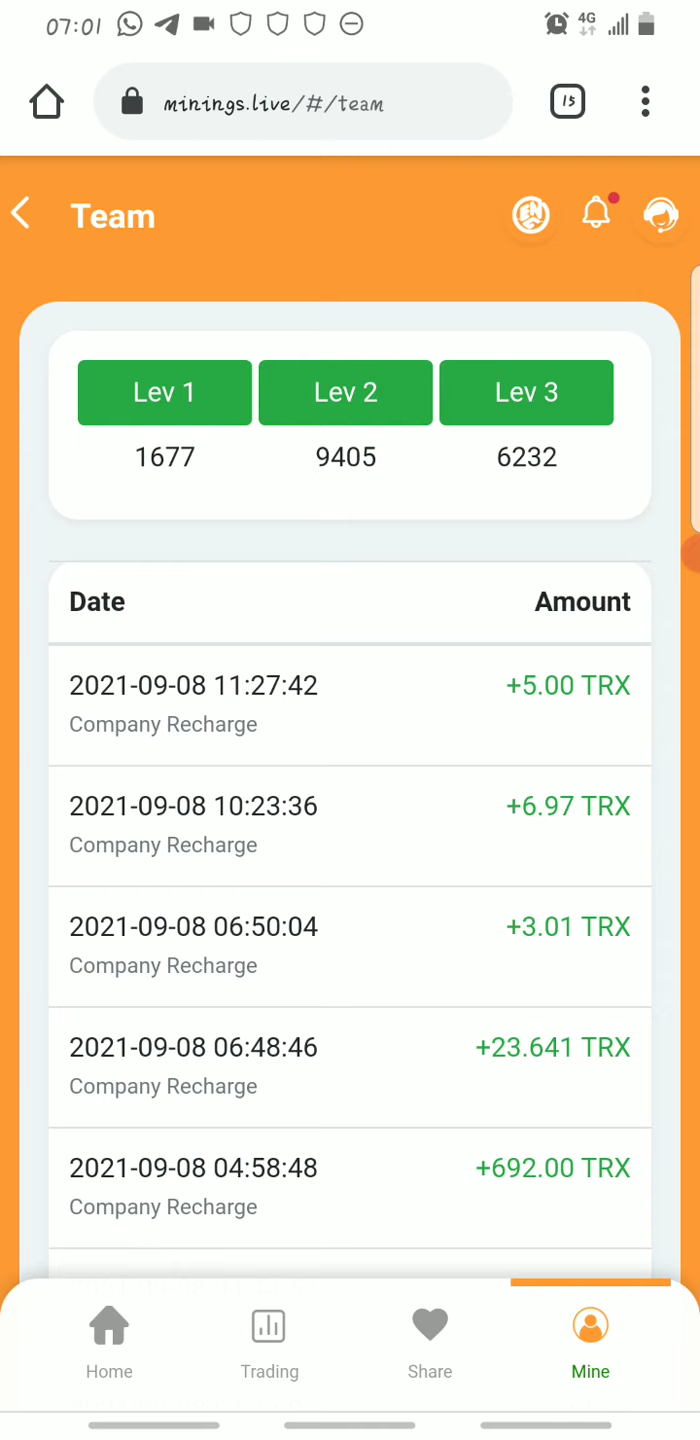 07:01
4G
minings.live/#/team
15
Team
EN
Lev 1 Lev 2 Lev 3
1677 9405 6232
Date Amount
2021-09-08 11:27:42 +5.00 TRX
Company Recharge
2021-09-08 10:23:36 +6.97 TRX
Company Recharge
2021-09-08 06:50:04 +3.01 TRX
Company Recharge
2021-09-08 06:48:46 +23.641 TRX
Company Recharge
2021-09-08 04:58:48 +692.00 TRX
Company Recharge
Home Trading Share Mine